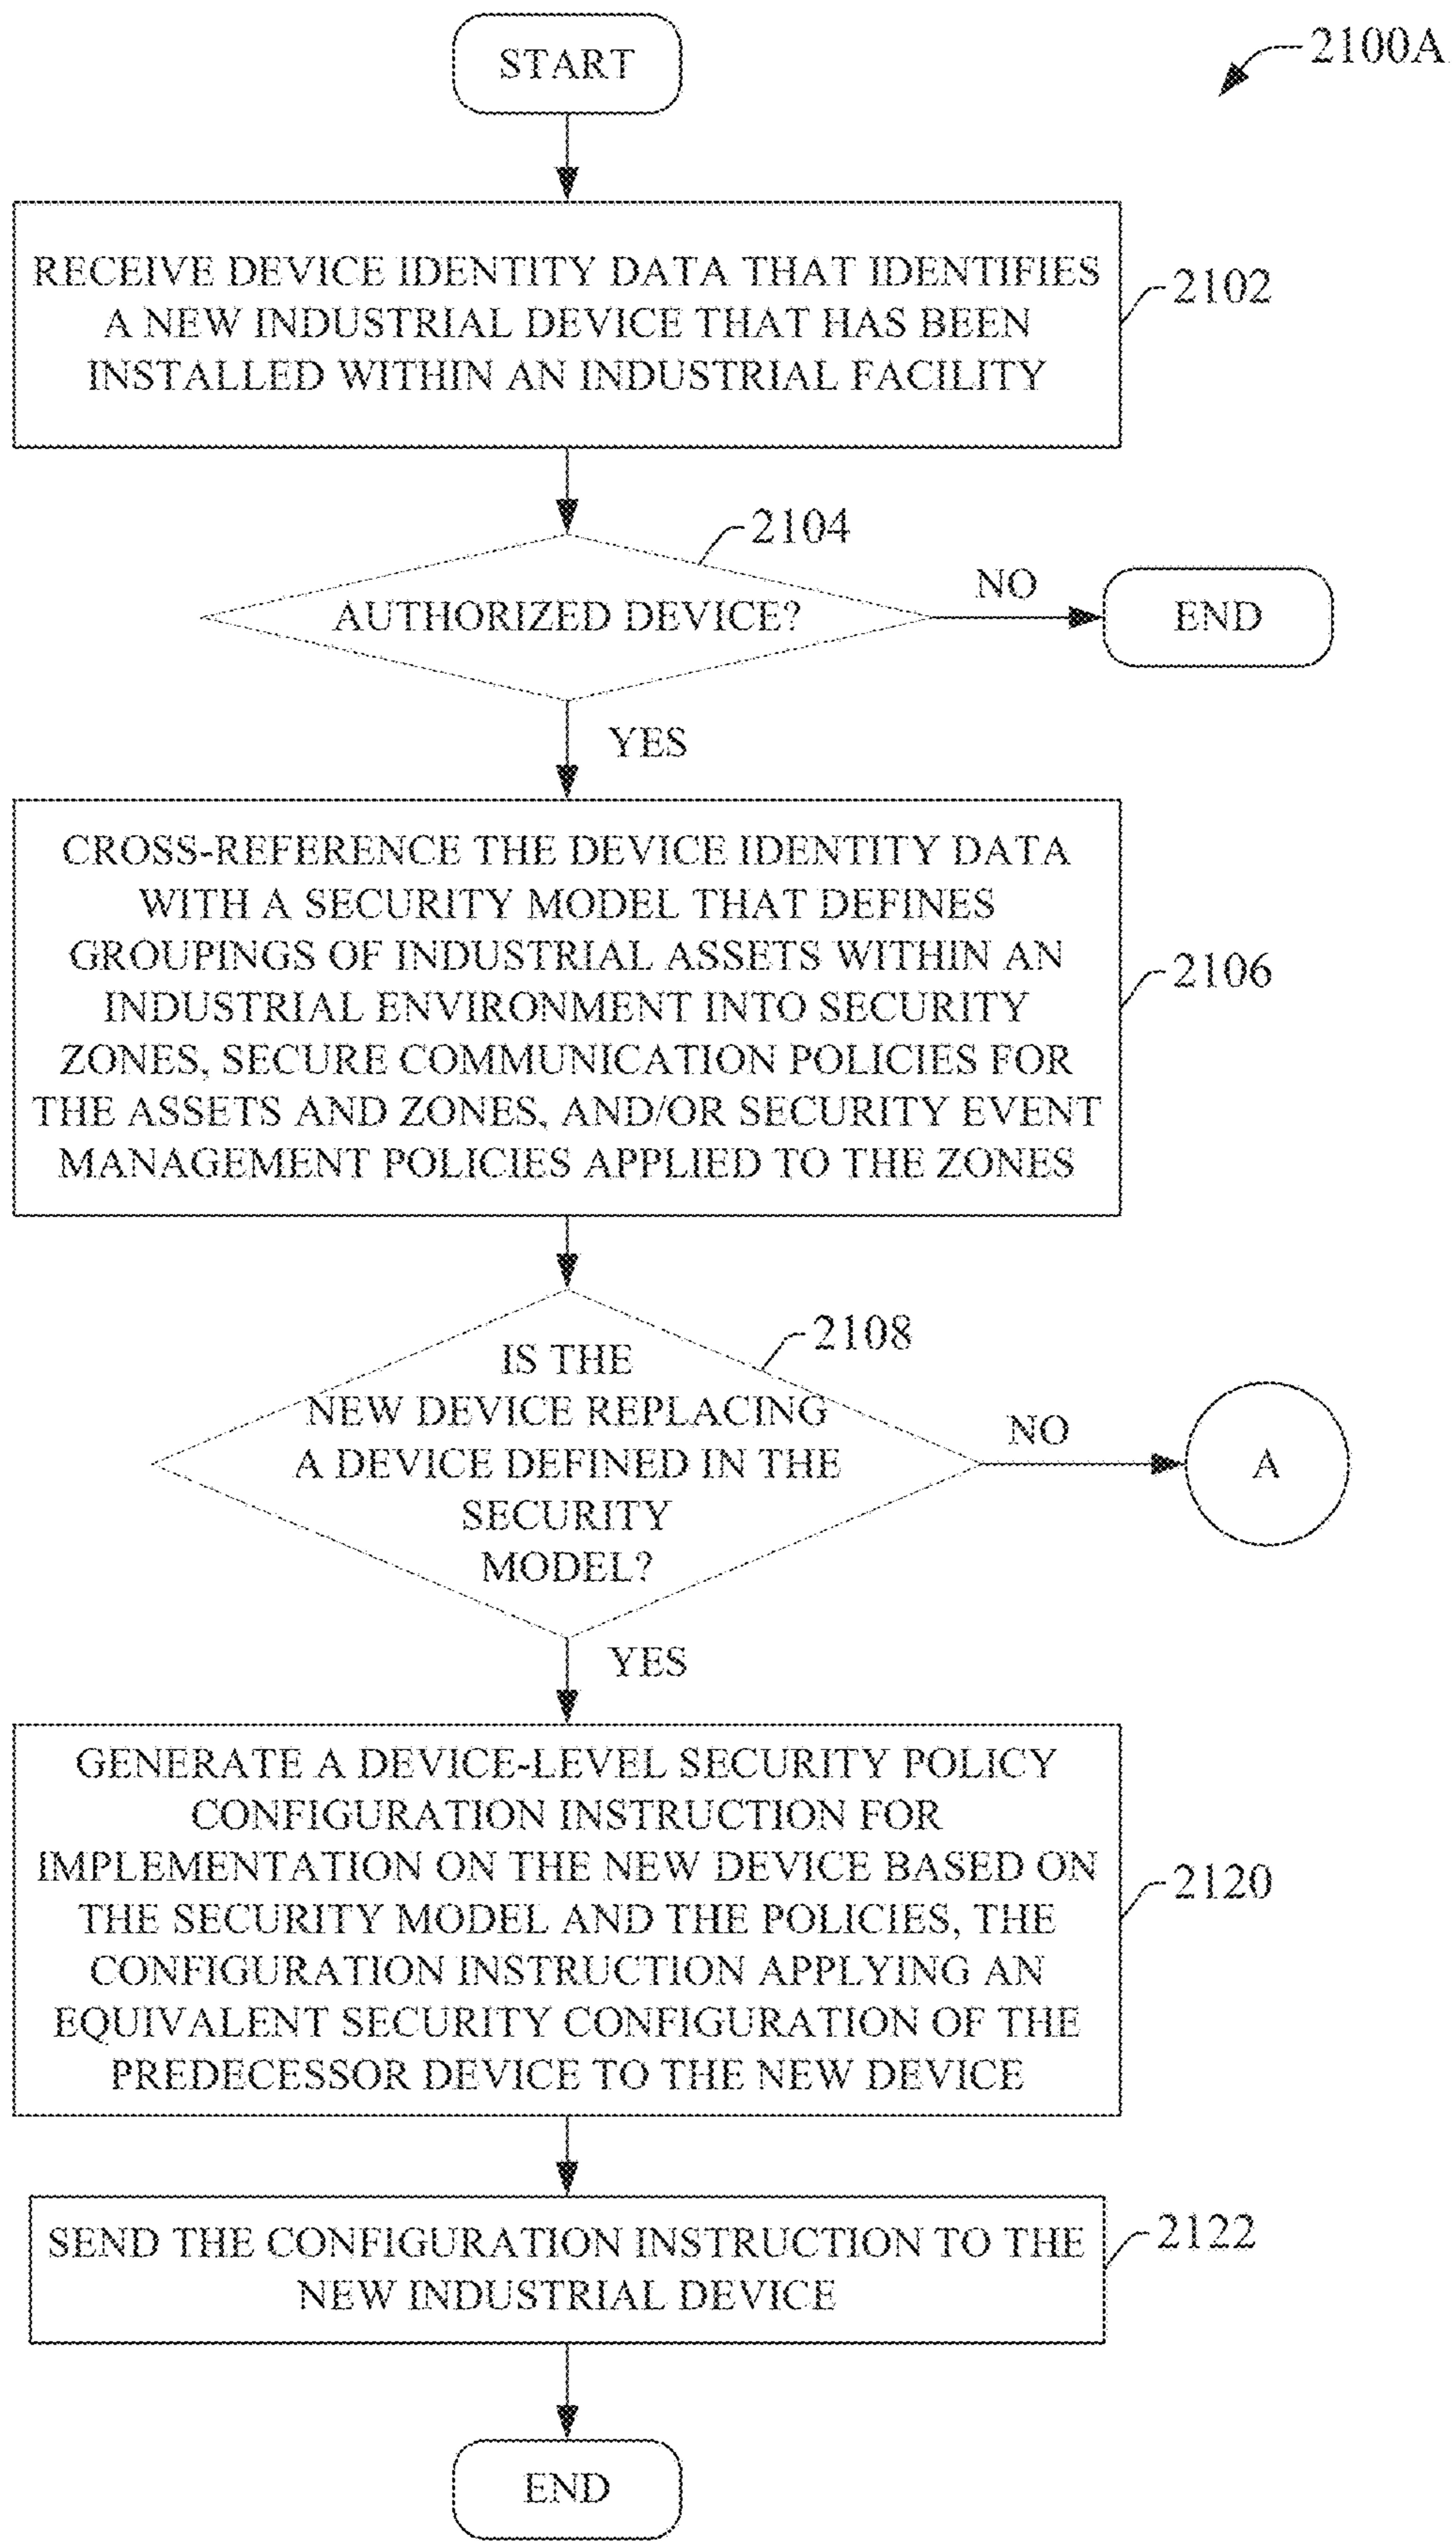 START
2100A
RECEIVE DEVICE IDENTITY DATA THAT IDENTIFIES
A NEW INDUSTRIAL DEVICE THAT HAS BEEN
INSTALLED WITHIN AN INDUSTRIAL FACILITY
2102
2104
AUTHORIZED DEVICE?
NO
END
YES
CROSS-REFERENCE THE DEVICE IDENTITY DATA
WITH A SECURITY MODEL THAT DEFINES
GROUPINGS OF INDUSTRIAL ASSETS WITHIN AN
INDUSTRIAL ENVIRONMENT INTO SECURITY
ZONES, SECURE COMMUNICATION POLICIES FOR
THE ASSETS AND ZONES, AND/OR SECURITY EVENT
MANAGEMENT POLICIES APPLIED TO THE ZONES
2106
2108
IS THE
NEW DEVICE REPLACING
A DEVICE DEFINED IN THE
SECURITY
MODEL?
NO
A
YES
GENERATE A DEVICE-LEVEL SECURITY POLICY
CONFIGURATION INSTRUCTION FOR
IMPLEMENTATION ON THE NEW DEVICE BASED ON
THE SECURITY MODEL AND THE POLICIES, THE
CONFIGURATION INSTRUCTION APPLYING AN
EQUIVALENT SECURITY CONFIGURATION OF THE
PREDECESSOR DEVICE TO THE NEW DEVICE
2120
SEND THE CONFIGURATION INSTRUCTION TO THE
NEW INDUSTRIAL DEVICE
2122
END